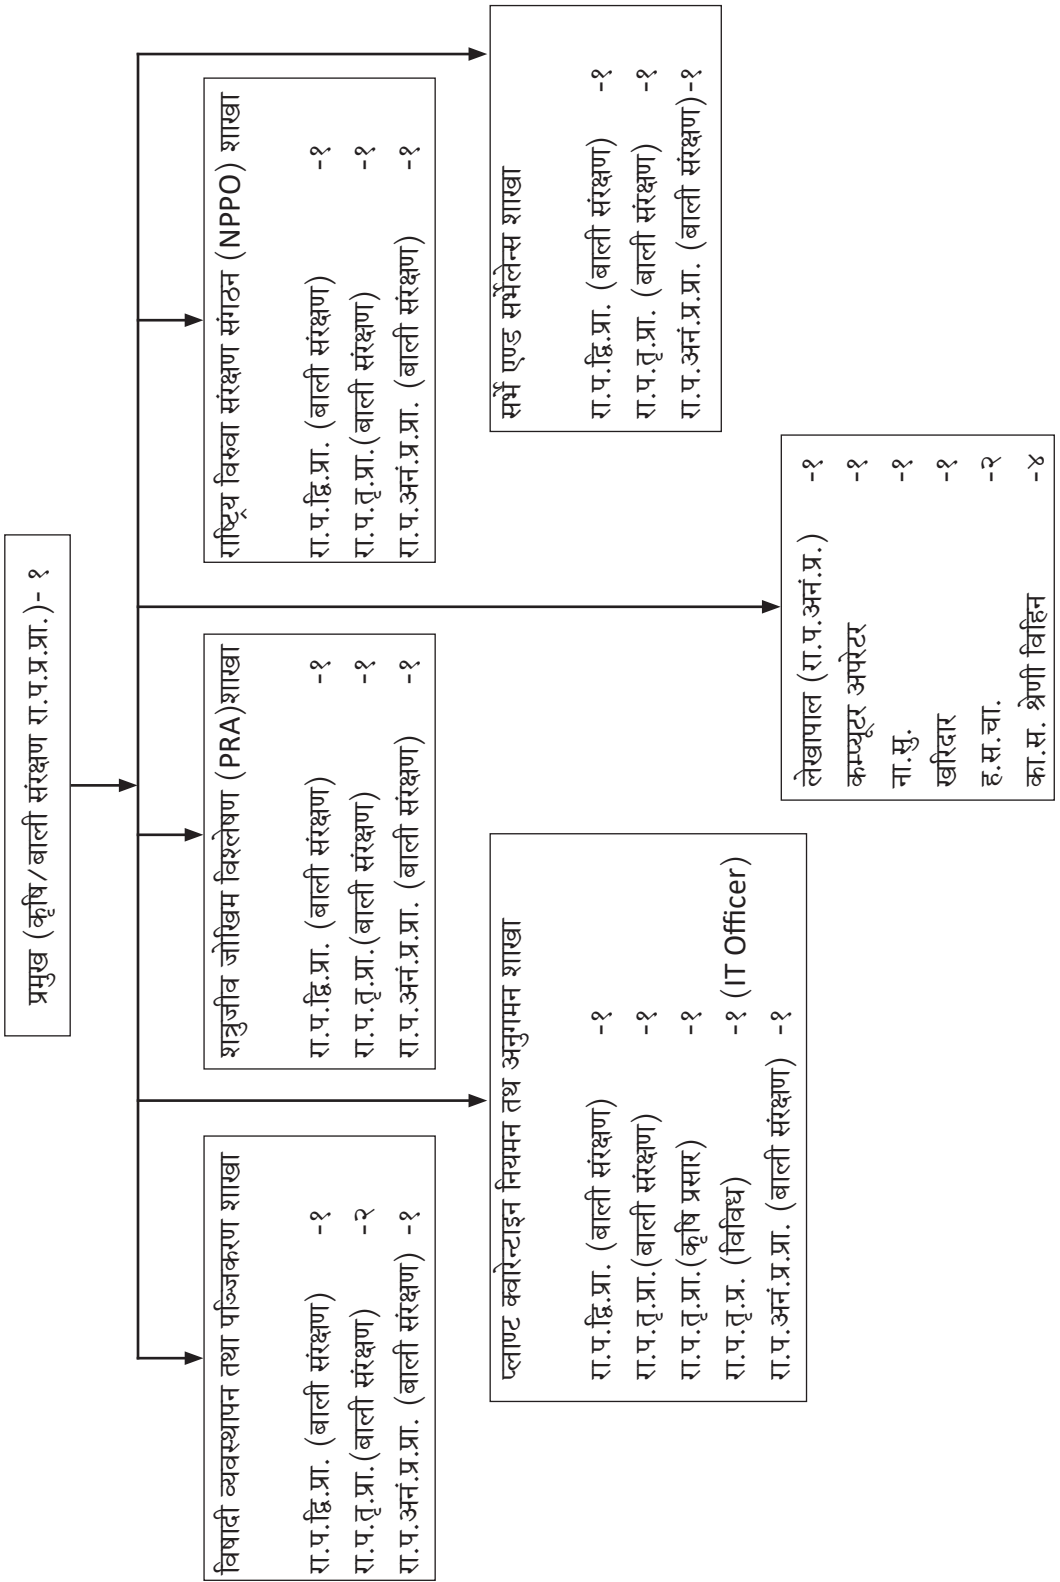 प्रमुख (कृषि/बाली संरक्षण रा.प.प्र.प्रा.)- १
विषादी व्यवस्थापन तथा पञ्जिकरण शाखा
रा.प.द्वि.प्रा. (बाली संरक्षण) -१
रा.प.तृ.प्रा.(बाली संरक्षण) -२
रा.प.अनं.प्र.प्रा. (बाली संरक्षण) -१
शत्रुजीव जोखिम विश्लेषण (PRA)शाखा
रा.प.द्वि.प्रा. (बाली संरक्षण) -१
रा.प.तृ.प्रा.(बाली संरक्षण) -१
रा.प.अनं.प्र.प्रा. (बाली संरक्षण) -१
राष्ट्रिय विरुवा संरक्षण संगठन (NPPO) शाखा
रा.प.द्वि.प्रा. (बाली संरक्षण) -१
रा.प.तृ.प्रा.(बाली संरक्षण) -१
रा.प.अनं.प्र.प्रा. (बाली संरक्षण) -१
प्लाण्ट क्वारेन्टाइन नियमन तथ अनुगमन शाखा
रा.प.द्वि.प्रा. (बाली संरक्षण) -१
रा.प.तृ.प्रा.(बाली संरक्षण) -१
रा.प.तृ.प्रा.(कृषि प्रसार) -१
रा.प.तृ.प्र. (विविध) -१ (IT Officer)
रा.प.अनं.प्र.प्रा. (बाली संरक्षण) -१
सर्भे एण्ड सर्भेलेन्स शाखा
रा.प.द्वि.प्रा. (बाली संरक्षण) -१
रा.प.तृ.प्रा. (बाली संरक्षण) -१
रा.प.अनं.प्र.प्रा. (बाली संरक्षण)-१
लेखापाल (रा.प.अनं.प्र.) -१
कम्प्यूटर अपरेटर -१
ना.सु. -१
खरिदार -१
ह.स.चा. -२
का.स. श्रेणी विहिन -४